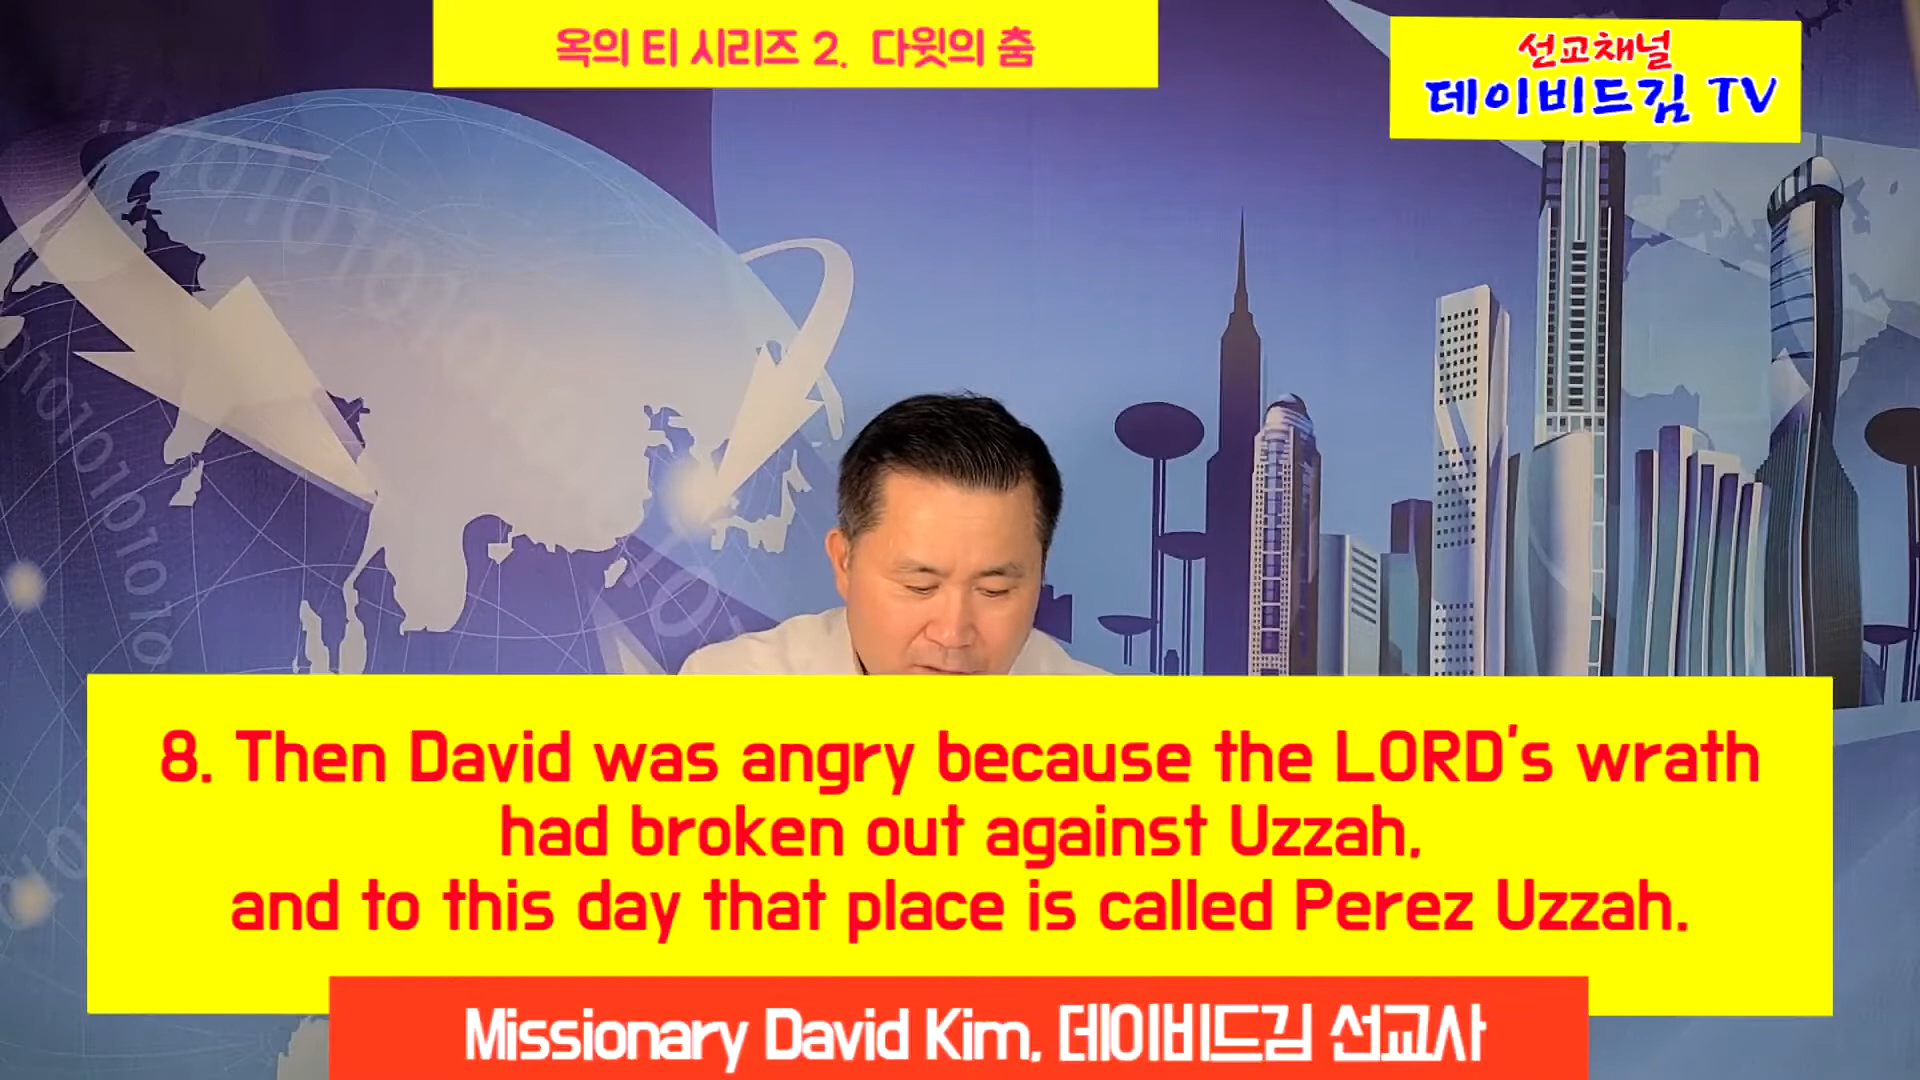 옥의 티 시리즈 2. 다윗의 춤
선교채널
데이비드김 TV
8. Then David was angry because the LORD's wrath
had broken out against Uzzah,
and to this day that place is called Perez Uzzah.
Missionary David Kim, 데이비드김 선교사